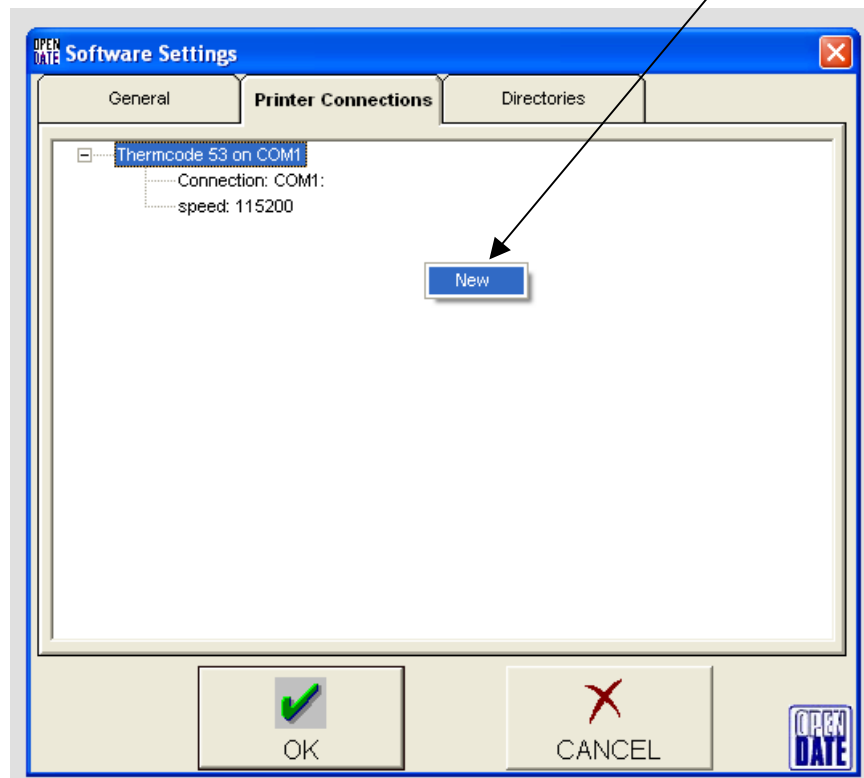 OPEN DATE Software Settings
General Printer Connections Directories
Thermcode 53 on COM1
Connection: COM1:
speed: 115200
New
OK CANCEL
OPEN
DATE